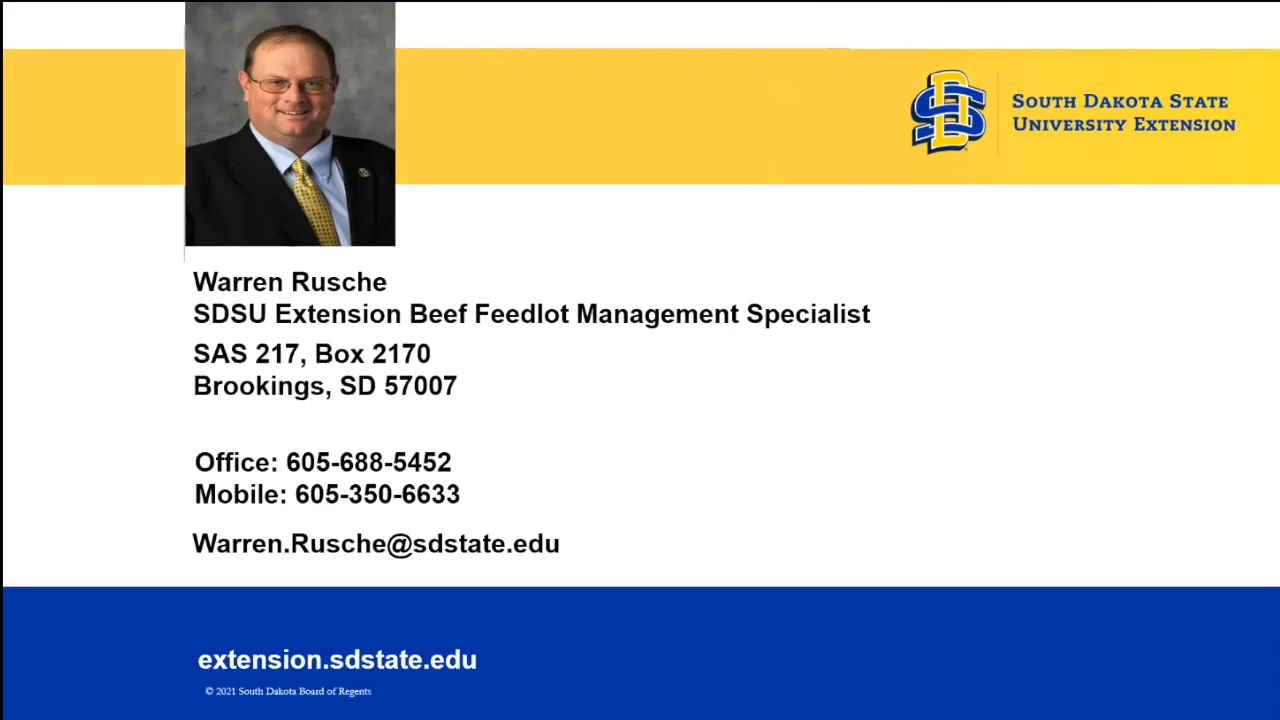 South Dakota State
University Extension
Warren Rusche
SDSU Extension Beef Feedlot Management Specialist
SAS 217, Box 2170
Brookings, SD 57007
Office: 605-688-5452
Mobile: 605-350-6633
Warren.Rusche@sdstate.edu
extension.sdstate.edu
© 2021 South Dakota Board of Regents